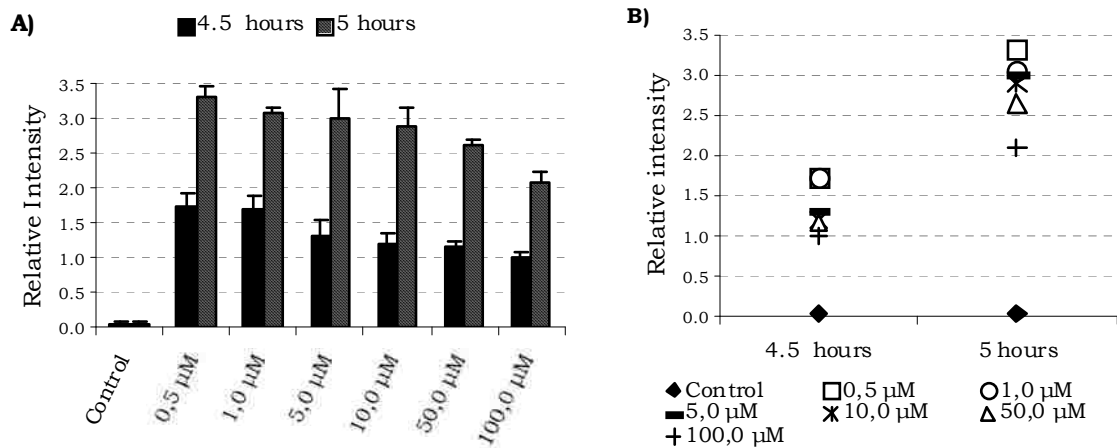 A)
4.5 hours 5 hours
Relative Intensity
3.5
3.0
2.5
2.0
1.5
1.0
0.5
0.0
Control
0,5 µM
1,0 µM
5,0 µM
10,0 µM
50,0 µM
100,0 µM
B)
Relative intensity
3.5
3.0
2.5
2.0
1.5
1.0
0.5
0.0
4.5 hours 5 hours
Control 0,5 µM 1,0 µM
5,0 µM 10,0 µM 50,0 µM
100,0 µM